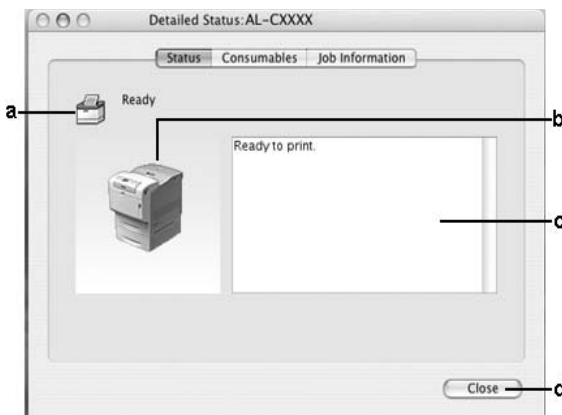 Detailed Status:AL-CXXXX
Status Consumables Job Information
a
Ready
b
Ready to print.
c
Close
d